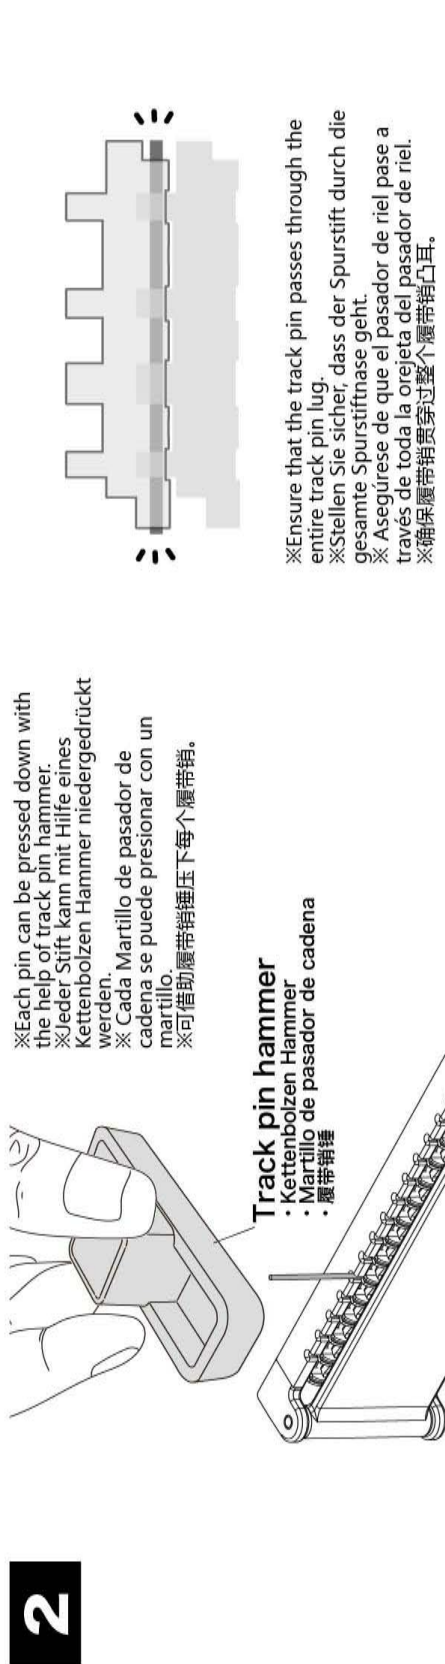 2
※Each pin can be pressed down with
the help of track pin hammer.
※Jeder Stift kann mit Hilfe eines
Kettenbolzen Hammer niedergedrückt
werden.
※ Cada Martillo de pasador de
cadena se puede presionar con un
martillo.
※可借助履带销锤压下每个履带销。
Track pin hammer
· Kettenbolzen Hammer
· Martillo de pasador de cadena
· 履带销锤
※Ensure that the track pin passes through the
entire track pin lug.
※Stellen Sie sicher, dass der Spurstift durch die
gesamte Spurstiftnase geht.
※ Asegúrese de que el pasador de riel pase a
través de toda la orejeta del pasador de riel.
※确保履带销贯穿过整个履带销凸耳。